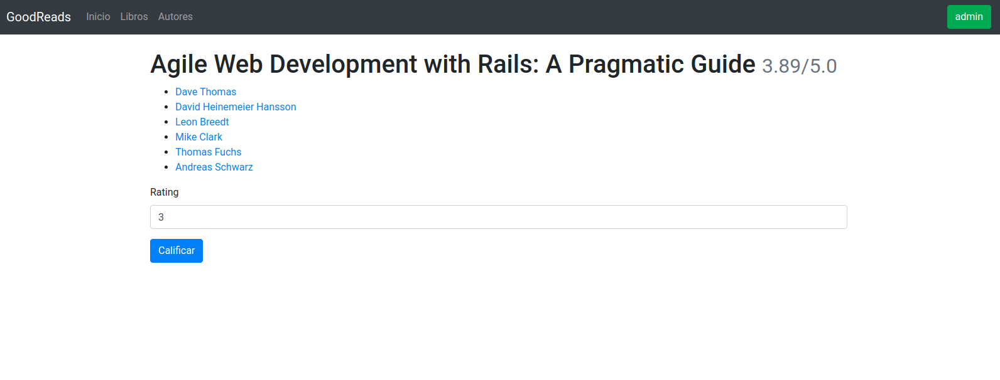 GoodReads Inicio Libros Autores admin
Agile Web Development with Rails: A Pragmatic Guide 3.89/5.0
Dave Thomas
David Heinemeier Hansson
Leon Breedt
Mike Clark
Thomas Fuchs
Andreas Schwarz
Rating
3
Calificar